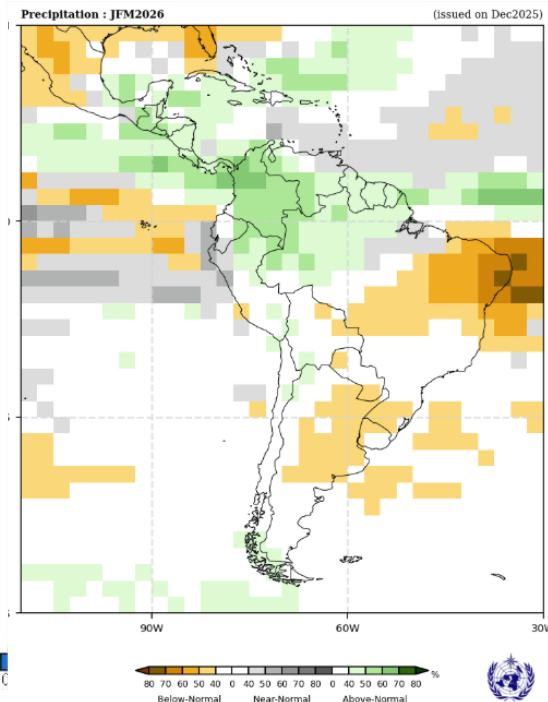 Precipitation : JFM2026 (issued on Dec2025)
90W 60W 30W
80 70 60 50 40 0 40 50 60 70 80 0 40 50 60 70 80 %
Below-Normal Near-Normal Above-Normal